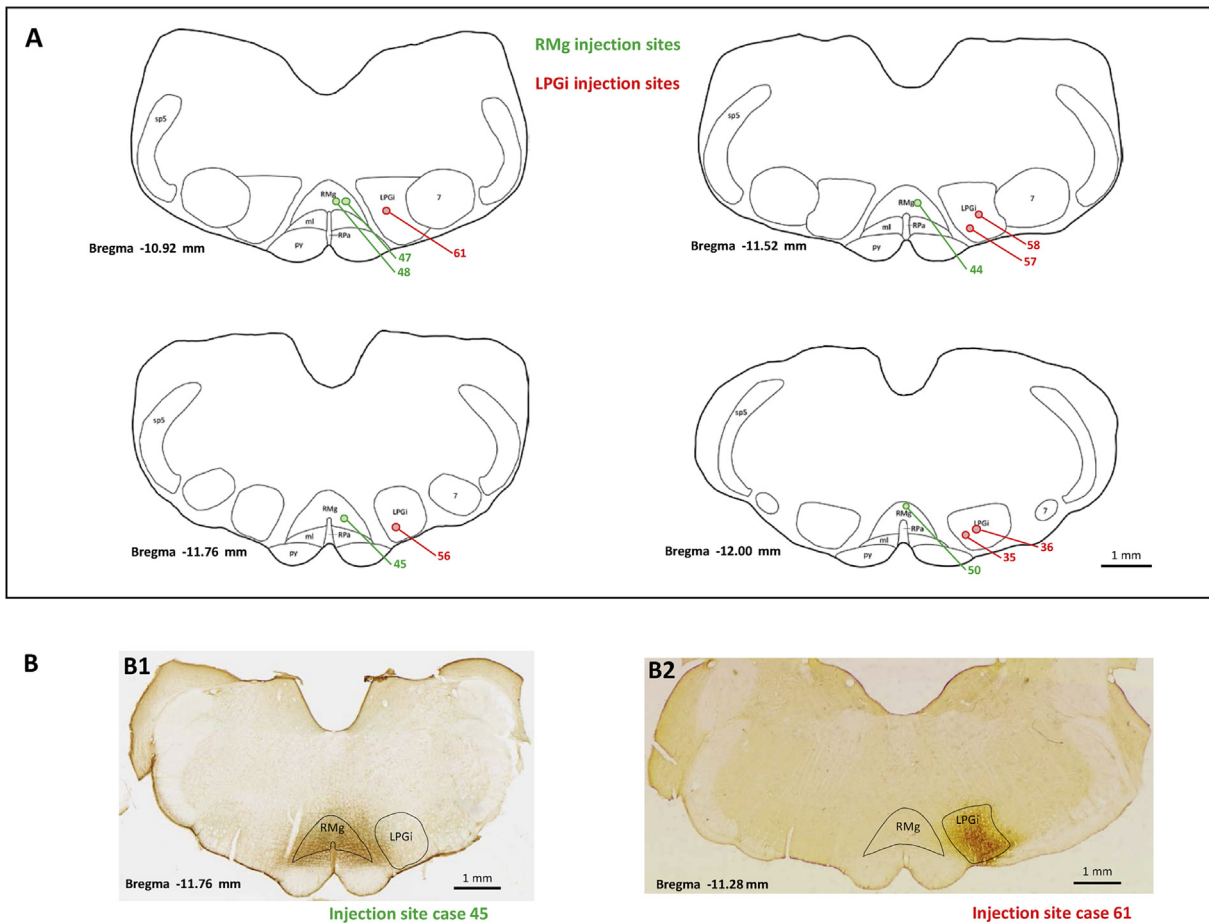 A
RMg injection sites
LPGi injection sites
sp5
RMg
LPGi
7
ml
RPa
py
Bregma -10.92 mm
47
48
61
sp5
RMg
LPGi
7
ml
RPa
py
Bregma -11.52 mm
58
57
44
sp5
RMg
LPGi
7
ml
RPa
py
Bregma -11.76 mm
56
45
sp5
RMg
LPGi
7
ml
RPa
py
Bregma -12.00 mm
36
35
50
1 mm
B
B1
RMg
LPGi
Bregma -11.76 mm
1 mm
Injection site case 45
B2
RMg
LPGi
Bregma -11.28 mm
1 mm
Injection site case 61